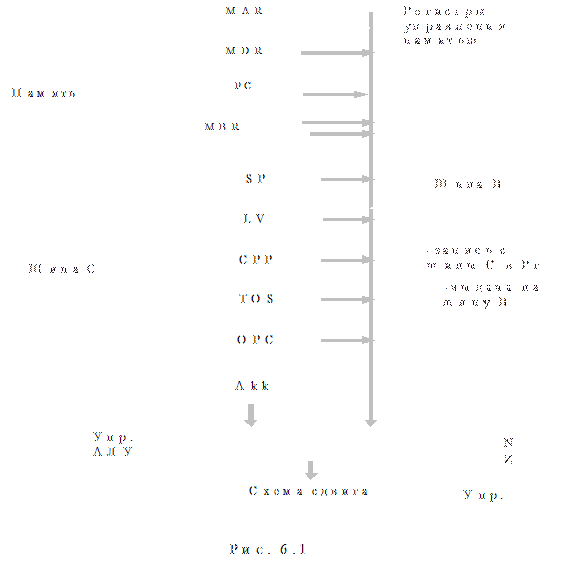 MAR
Регистры
управления
памятью
MDR
PC
Память
MBR
SP
Шина В
LV
- запись с
шины С в Рг
CPP
Шина С
- выдача на
шину В
TOS
OPC
Akk
Упр.
АЛУ
N
Z
Схема сдвига
Упр.
Рис. 6.1